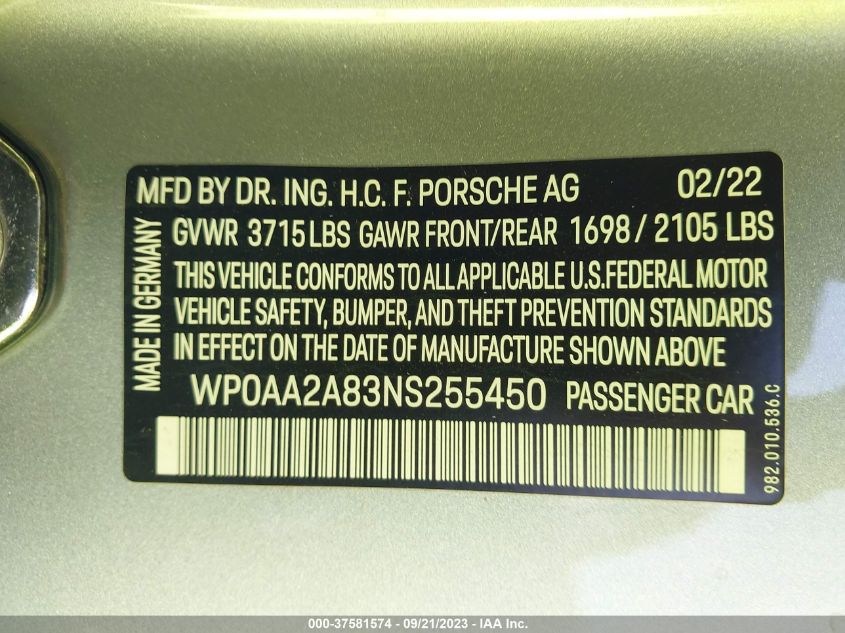 MFD BY DR. ING. H.C. F. PORSCHE AG 02/22
GVWR 3715 LBS GAWR FRONT/REAR 1698 / 2105 LBS
THIS VEHICLE CONFORMS TO ALL APPLICABLE U.S.FEDERAL MOTOR
VEHICLE SAFETY, BUMPER, AND THEFT PREVENTION STANDARDS
IN EFFECT ON THE DATE OF MANUFACTURE SHOWN ABOVE
WP0AA2A83NS255450 PASSENGER CAR
MADE IN GERMANY
982.010.536.C
000-37581574 / 09/21/2023 - IAA Inc.